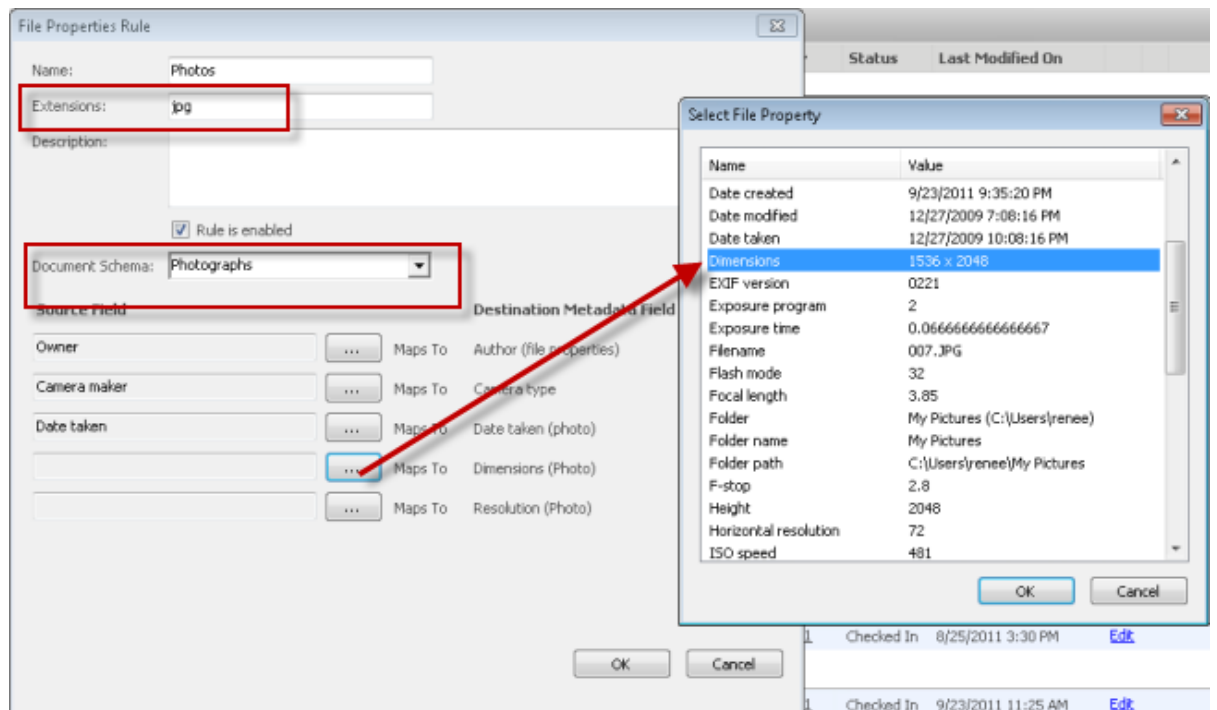 File Properties Rule
Name: Photos
Extensions: jpg
Description:
Rule is enabled
Document Schema: Photographs
Source Field Destination Metadata Field
Owner ... Maps To Author (file properties)
Camera maker ... Maps To Camera type
Date taken ... Maps To Date taken (photo)
... Maps To Dimensions (Photo)
... Maps To Resolution (Photo)
OK Cancel
Status Last Modified On
Select File Property
Name Value
Date created 9/23/2011 9:35:20 PM
Date modified 12/27/2009 7:08:16 PM
Date taken 12/27/2009 10:08:16 PM
Dimensions 1536 x 2048
EXIF version 0221
Exposure program 2
Exposure time 0.0666666666666667
Filename 007.JPG
Flash mode 32
Focal length 3.85
Folder My Pictures (C:\Users\renee)
Folder name My Pictures
Folder path C:\Users\renee\My Pictures
F-stop 2.8
Height 2048
Horizontal resolution 72
ISO speed 481
OK Cancel
1 Checked In 8/25/2011 3:30 PM Edit
1 Checked In 9/23/2011 11:25 AM Edit